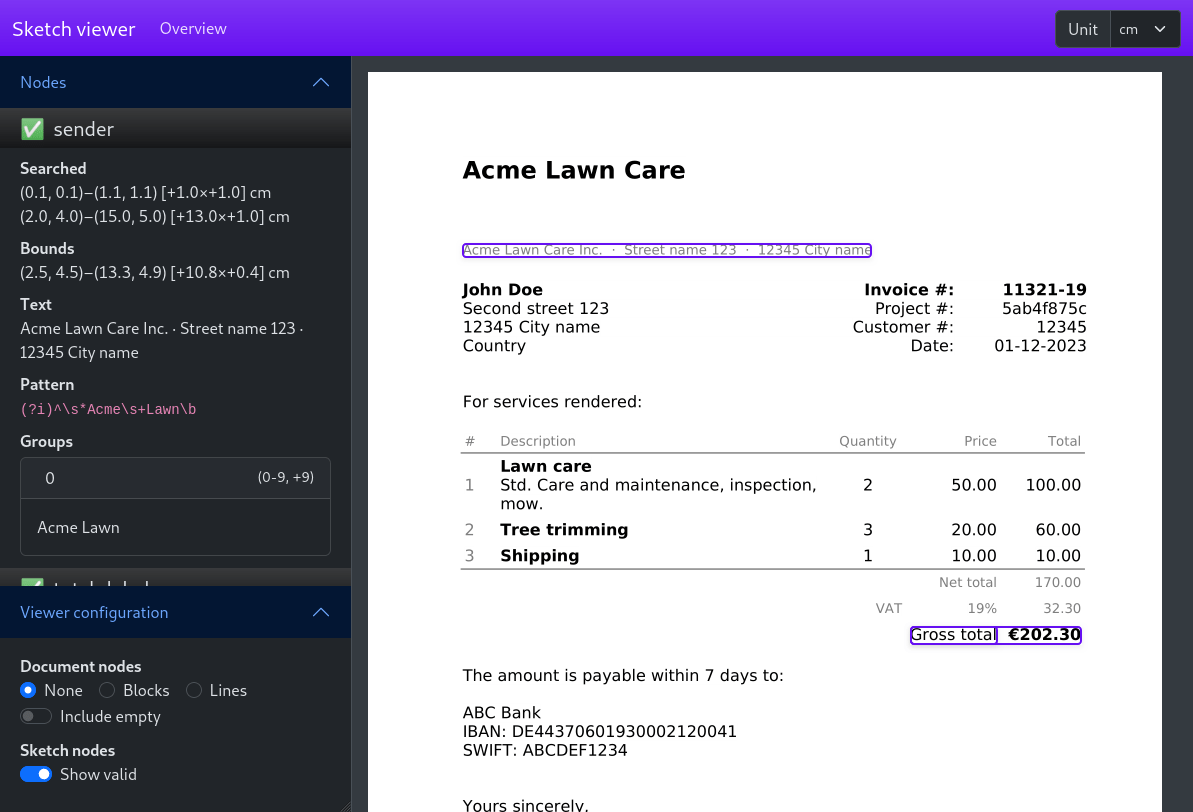 Sketch viewer Overview Unit cm
Nodes
✅ sender
Searched
(0.1, 0.1)–(1.1, 1.1) [+1.0×+1.0] cm
(2.0, 4.0)–(15.0, 5.0) [+13.0×+1.0] cm
Bounds
(2.5, 4.5)–(13.3, 4.9) [+10.8×+0.4] cm
Text
Acme Lawn Care Inc. · Street name 123 ·
12345 City name
Pattern
(?i)^\s*Acme\s+Lawn\b
Groups
0 (0-9, +9)
Acme Lawn
Viewer configuration
Document nodes
None Blocks Lines
Include empty
Sketch nodes
Show valid
Acme Lawn Care
Acme Lawn Care Inc. · Street name 123 · 12345 City name
John Doe
Second street 123
12345 City name
Country
Invoice #: 11321-19
Project #: 5ab4f875c
Customer #: 12345
Date: 01-12-2023
For services rendered:
# Description Quantity Price Total
Lawn care
1 Std. Care and maintenance, inspection, 2 50.00 100.00
mow.
2 Tree trimming 3 20.00 60.00
3 Shipping 1 10.00 10.00
Net total 170.00
VAT 19% 32.30
Gross total €202.30
The amount is payable within 7 days to:
ABC Bank
IBAN: DE44370601930002120041
SWIFT: ABCDEF1234
Yours sincerely,